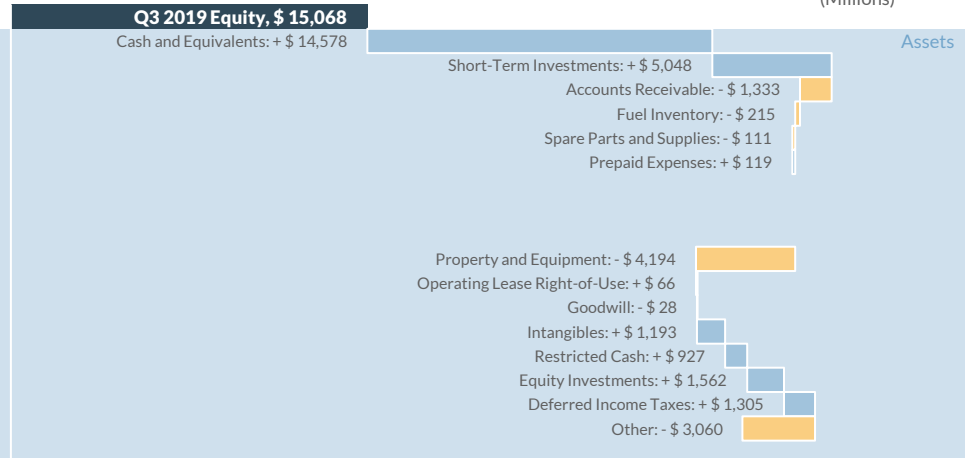 (Millions)
Q3 2019 Equity, $ 15,068
Cash and Equivalents: + $ 14,578
Assets
Short-Term Investments: + $ 5,048
Accounts Receivable: - $ 1,333
Fuel Inventory: - $ 215
Spare Parts and Supplies: - $ 111
Prepaid Expenses: + $ 119
Property and Equipment: - $ 4,194
Operating Lease Right-of-Use: + $ 66
Goodwill: - $ 28
Intangibles: + $ 1,193
Restricted Cash: + $ 927
Equity Investments: + $ 1,562
Deferred Income Taxes: + $ 1,305
Other: - $ 3,060